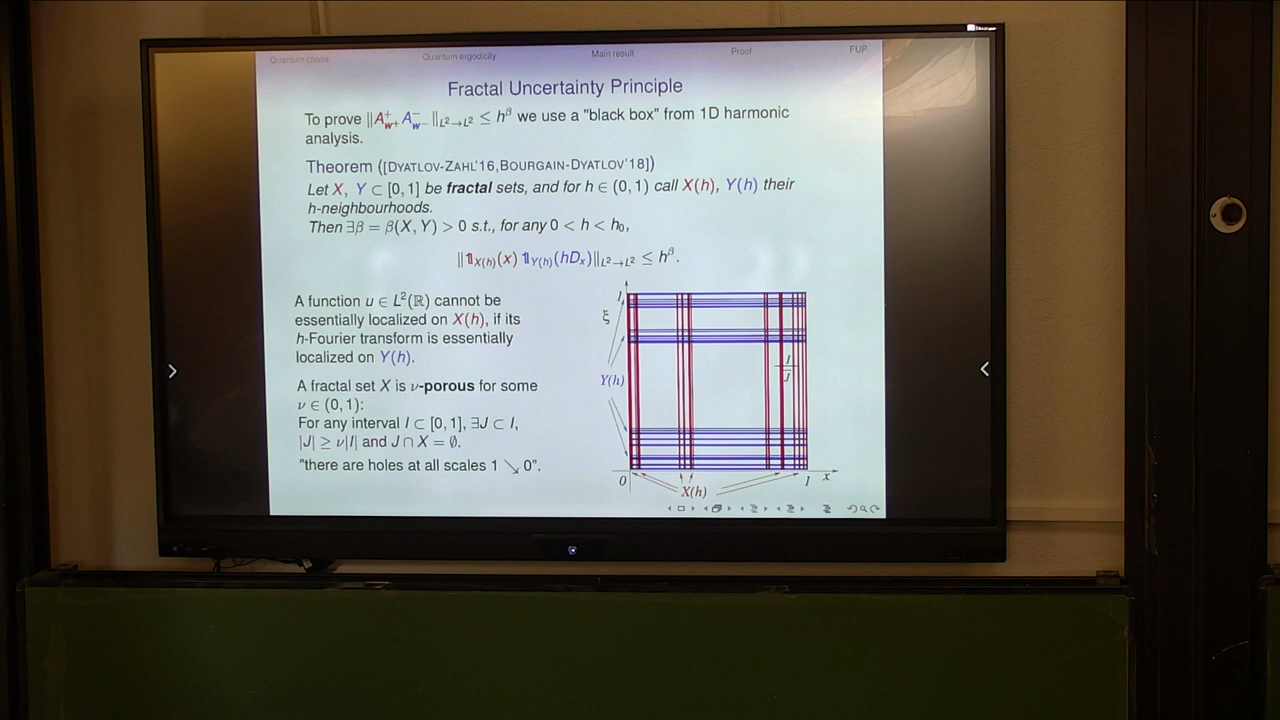 Quantum chaos Quantum ergodicity Main result Proof FUP
Fractal Uncertainty Principle
To prove ‖A⁺_{w⁺} A⁻_{w⁻}‖_{L²→L²} ≤ h^β we use a "black box" from 1D harmonic
analysis.
Theorem ([DYATLOV-ZAHL'16,BOURGAIN-DYATLOV'18])
Let X, Y ⊂ [0, 1] be fractal sets, and for h ∈ (0, 1) call X(h), Y(h) their
h-neighbourhoods.
Then ∃β = β(X, Y) > 0 s.t., for any 0 < h < h₀,
‖𝟙_{X(h)}(x) 𝟙_{Y(h)}(hD_x)‖_{L²→L²} ≤ h^β.
A function u ∈ L²(ℝ) cannot be
essentially localized on X(h), if its
h-Fourier transform is essentially
localized on Y(h).
A fractal set X is ν-porous for some
ν ∈ (0, 1):
For any interval I ⊂ [0, 1], ∃J ⊂ I,
|J| ≥ ν|I| and J ∩ X = ∅.
"there are holes at all scales 1 ↘ 0".
1
ξ
I
J
Y(h)
0
X(h)
1 x